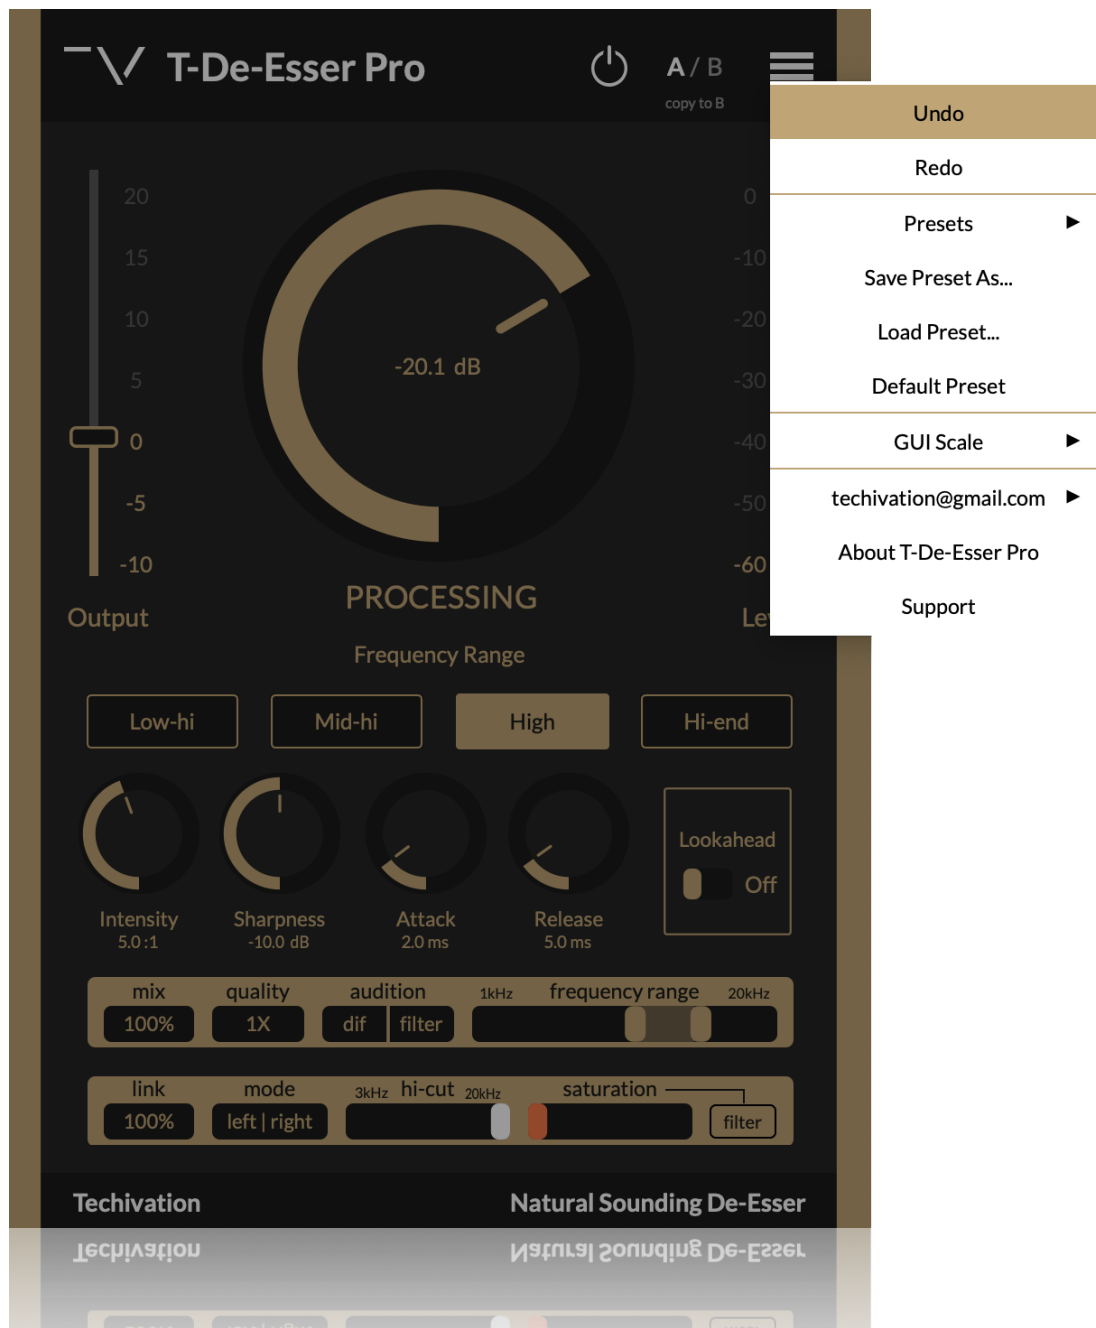 T-De-Esser Pro
A / B
copy to B
Undo
Redo
Presets
Save Preset As...
Load Preset...
Default Preset
GUI Scale
techivation@gmail.com
About T-De-Esser Pro
Support
20
15
10
5
0
-5
-10
Output
-20.1 dB
PROCESSING
0
-10
-20
-30
-40
-50
-60
Frequency Range
Low-hi
Mid-hi
High
Hi-end
Intensity
5.0 :1
Sharpness
-10.0 dB
Attack
2.0 ms
Release
5.0 ms
Lookahead
Off
mix
100%
quality
1X
audition
dif
filter
1kHz
frequency range
20kHz
link
100%
mode
left | right
3kHz
hi-cut
20kHz
saturation
filter
Techivation
Natural Sounding De-Esser